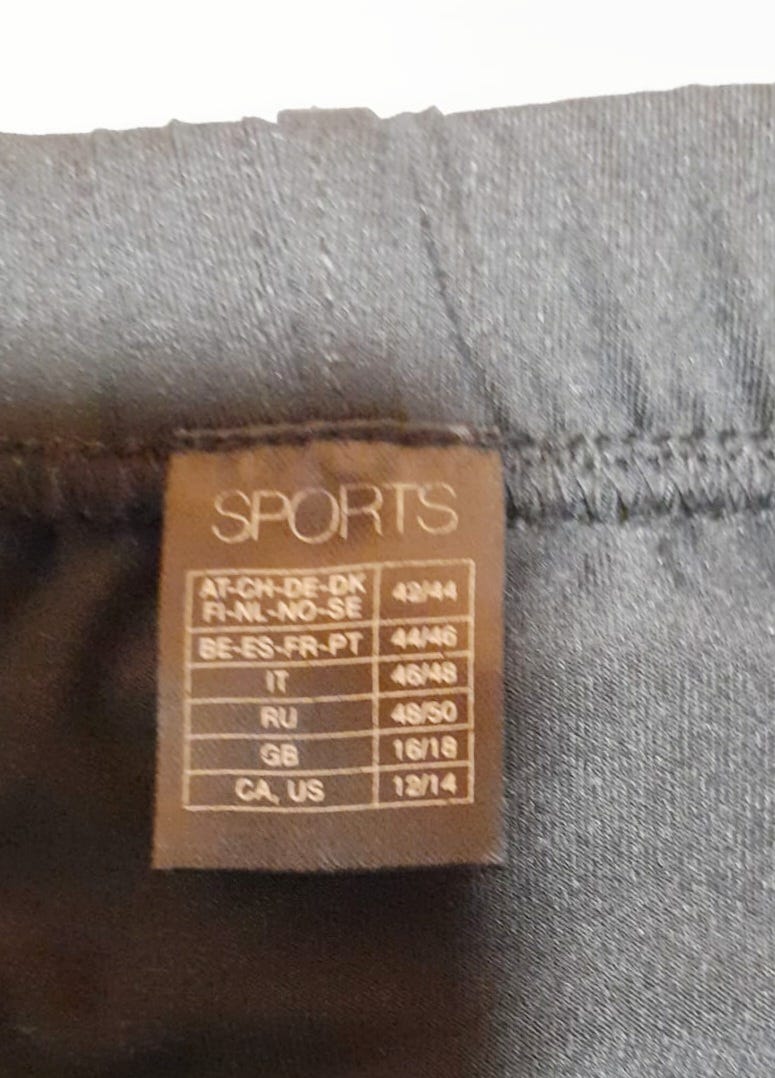 SPORTS
AT-CH-DE-DK 42/44
FI-NL-NO-SE
BE-ES-FR-PT 44/46
IT 46/48
RU 48/50
GB 16/18
CA, US 12/14